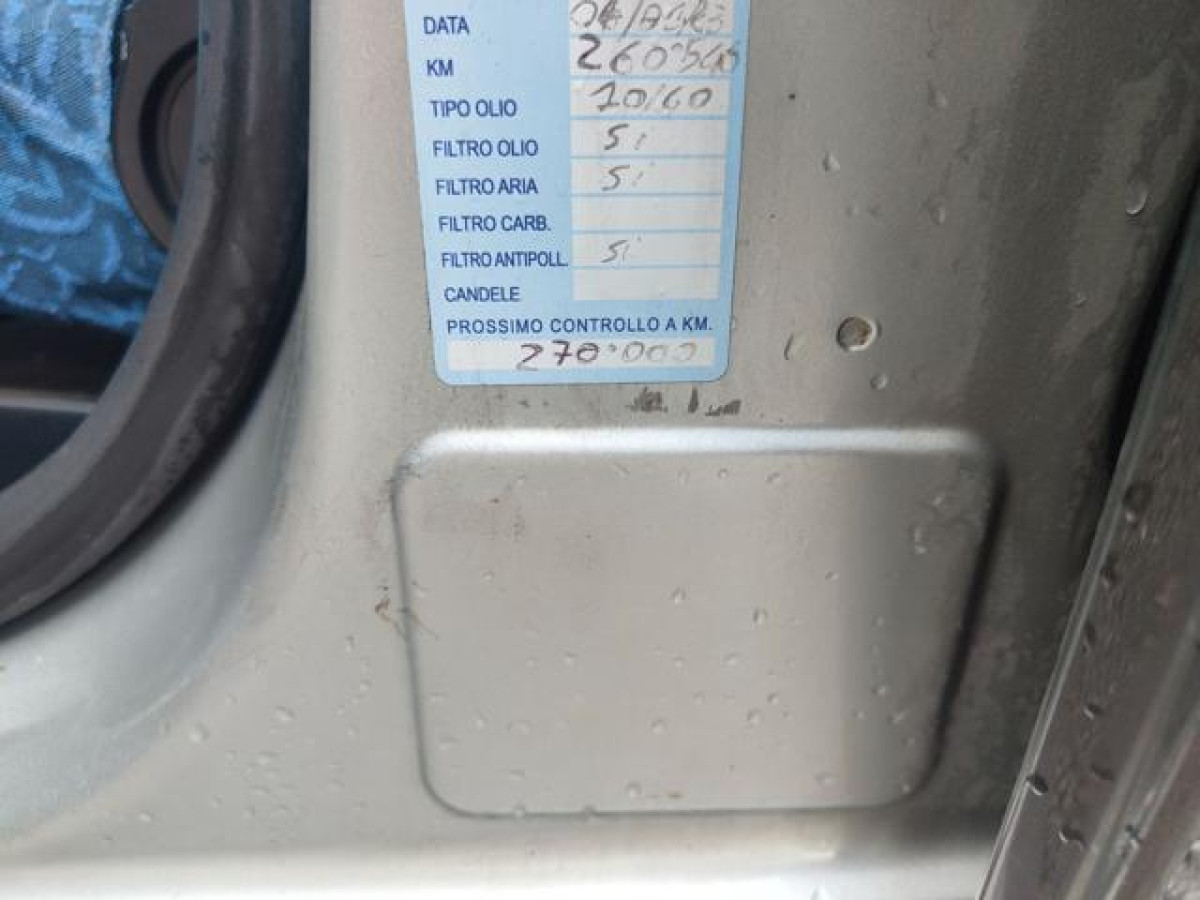 DATA
KM 260.500
TIPO OLIO 10/60
FILTRO OLIO Si
FILTRO ARIA Si
FILTRO CARB.
FILTRO ANTIPOLL. Si
CANDELE
PROSSIMO CONTROLLO A KM.
270.000